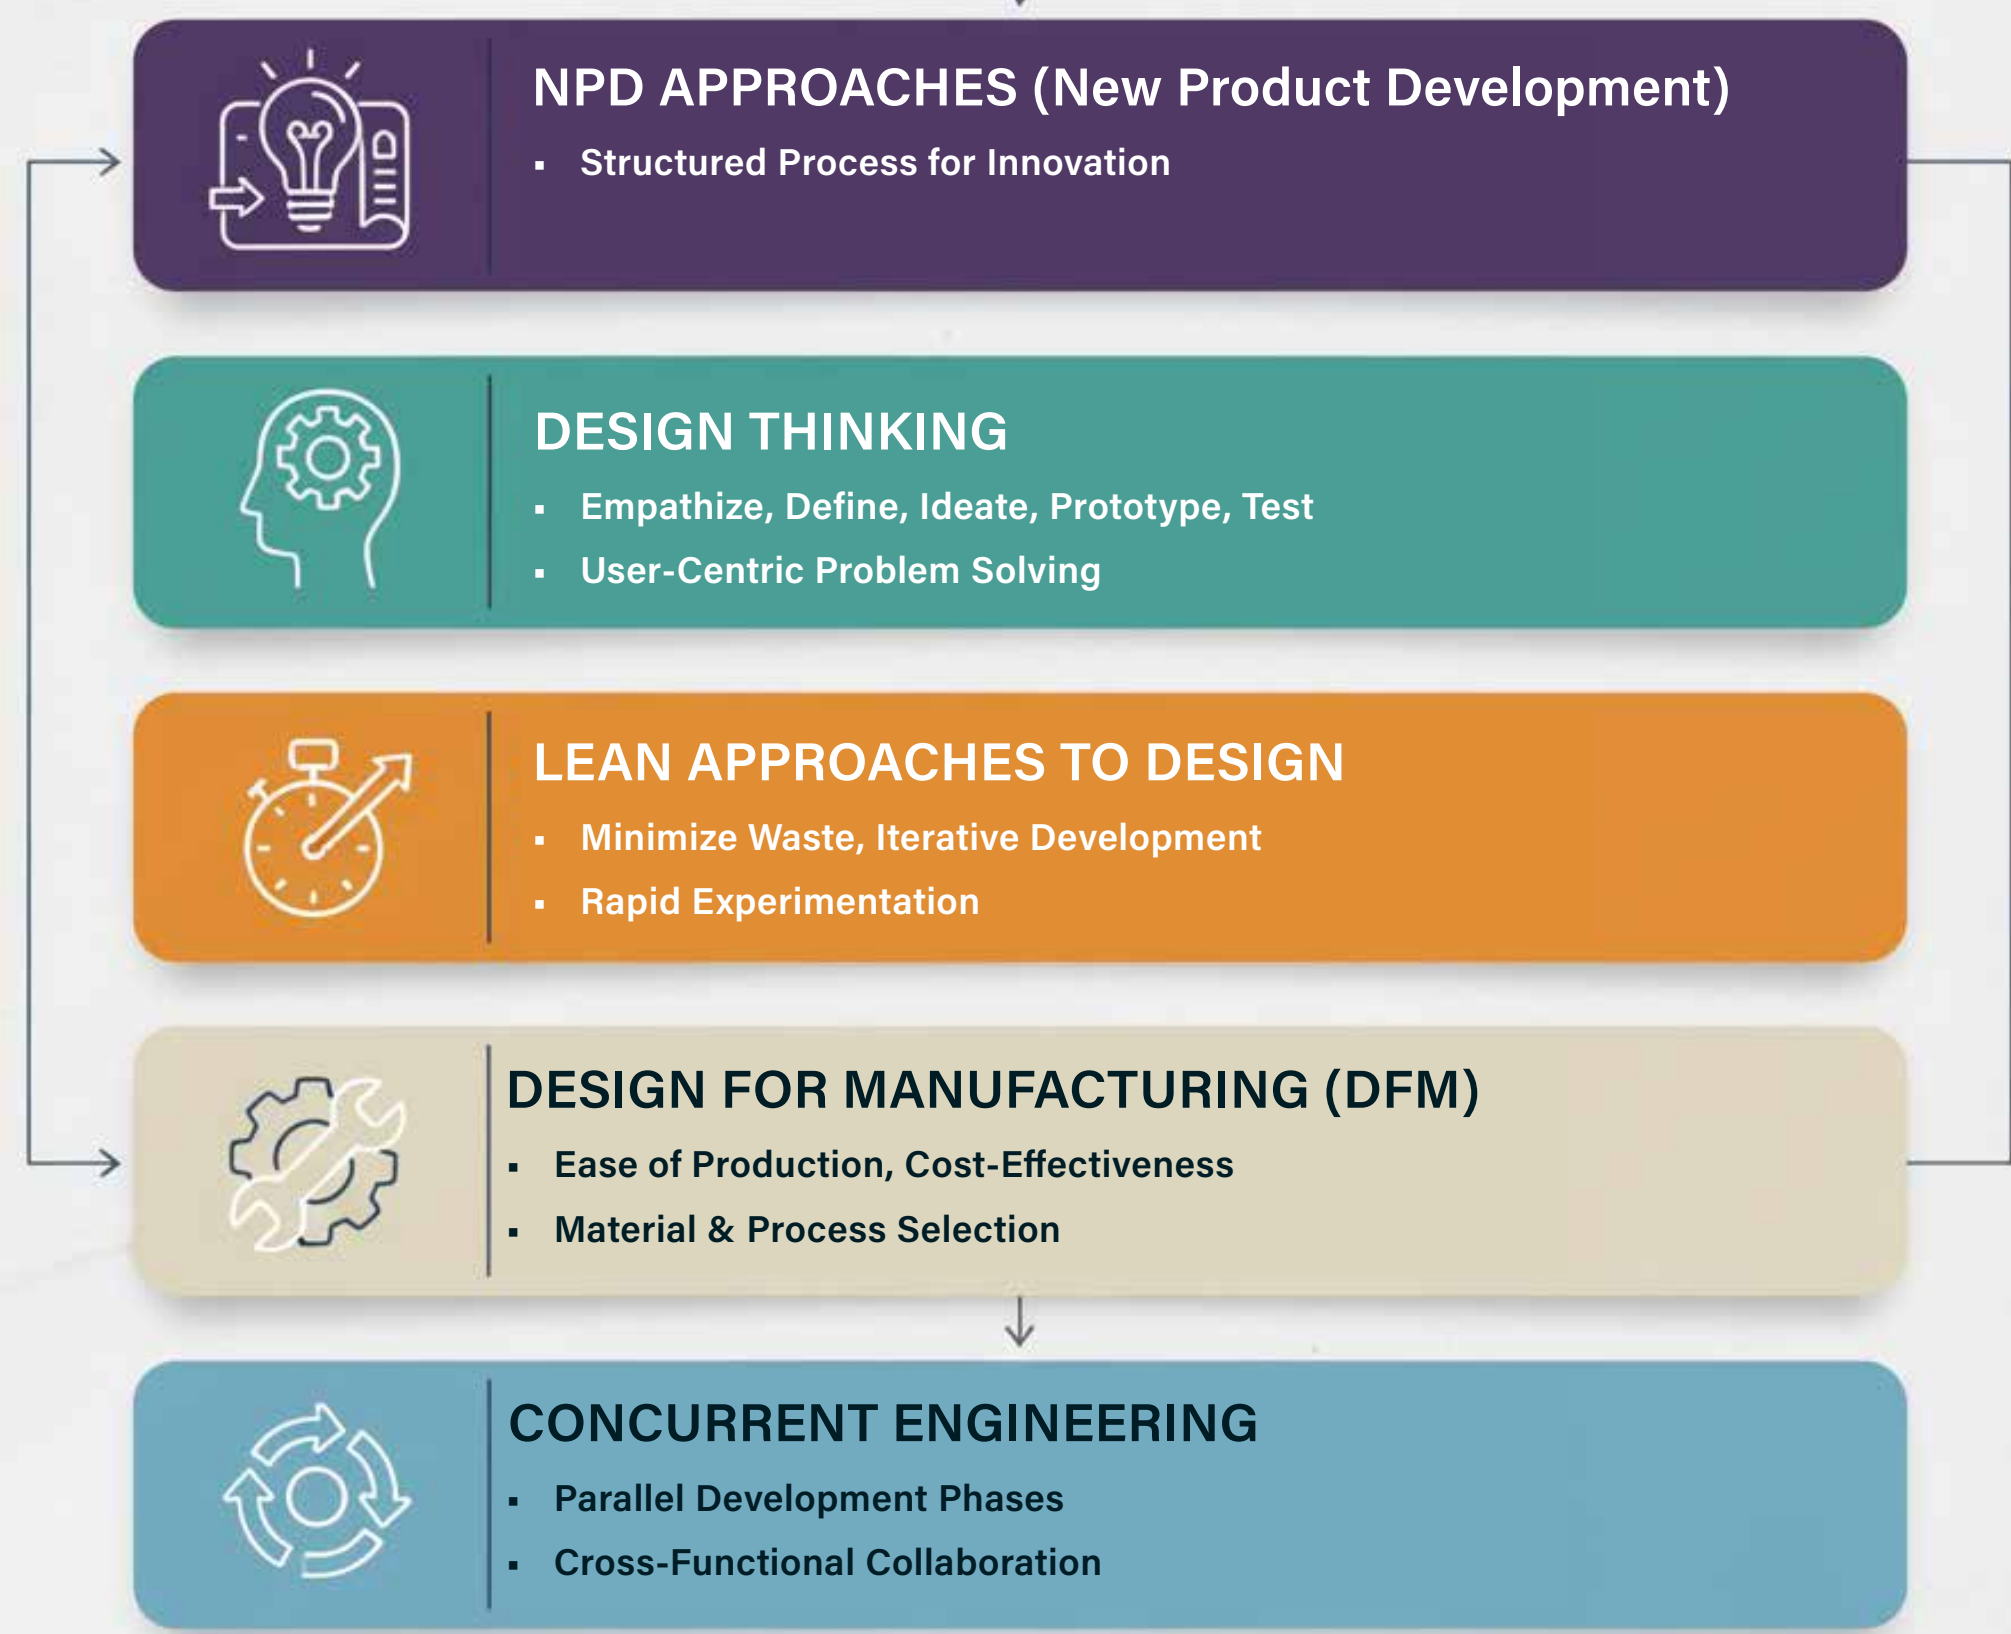 NPD APPROACHES (New Product Development)
▪ Structured Process for Innovation
DESIGN THINKING
▪ Empathize, Define, Ideate, Prototype, Test
▪ User-Centric Problem Solving
LEAN APPROACHES TO DESIGN
▪ Minimize Waste, Iterative Development
▪ Rapid Experimentation
DESIGN FOR MANUFACTURING (DFM)
▪ Ease of Production, Cost-Effectiveness
▪ Material & Process Selection
CONCURRENT ENGINEERING
▪ Parallel Development Phases
▪ Cross-Functional Collaboration